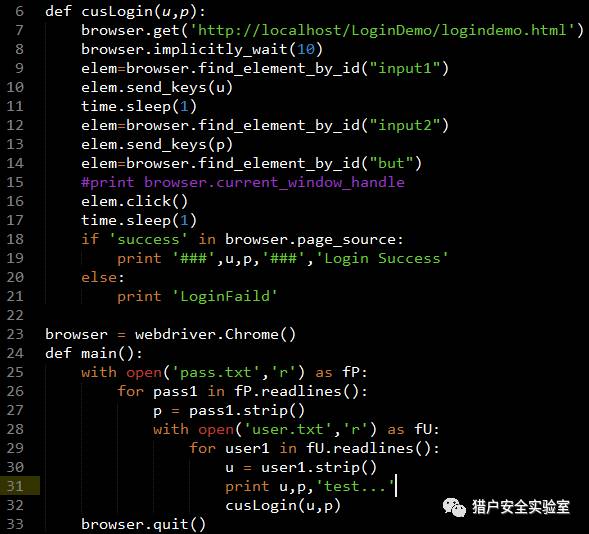 6 def cusLogin(u,p):
7     browser.get('http://localhost/LoginDemo/logindemo.html')
8     browser.implicitly_wait(10)
9     elem=browser.find_element_by_id("input1")
10     elem.send_keys(u)
11     time.sleep(1)
12     elem=browser.find_element_by_id("input2")
13     elem.send_keys(p)
14     elem=browser.find_element_by_id("but")
15     #print browser.current_window_handle
16     elem.click()
17     time.sleep(1)
18     if 'success' in browser.page_source:
19         print '###',u,p,'###','Login Success'
20     else:
21         print 'LoginFaild'
22
23 browser = webdriver.Chrome()
24 def main():
25     with open('pass.txt','r') as fP:
26         for pass1 in fP.readlines():
27             p = pass1.strip()
28             with open('user.txt','r') as fU:
29                 for user1 in fU.readlines():
30                     u = user1.strip()
31                     print u,p,'test...'
32                     cusLogin(u,p)
33     browser.quit()
猎户安全实验室